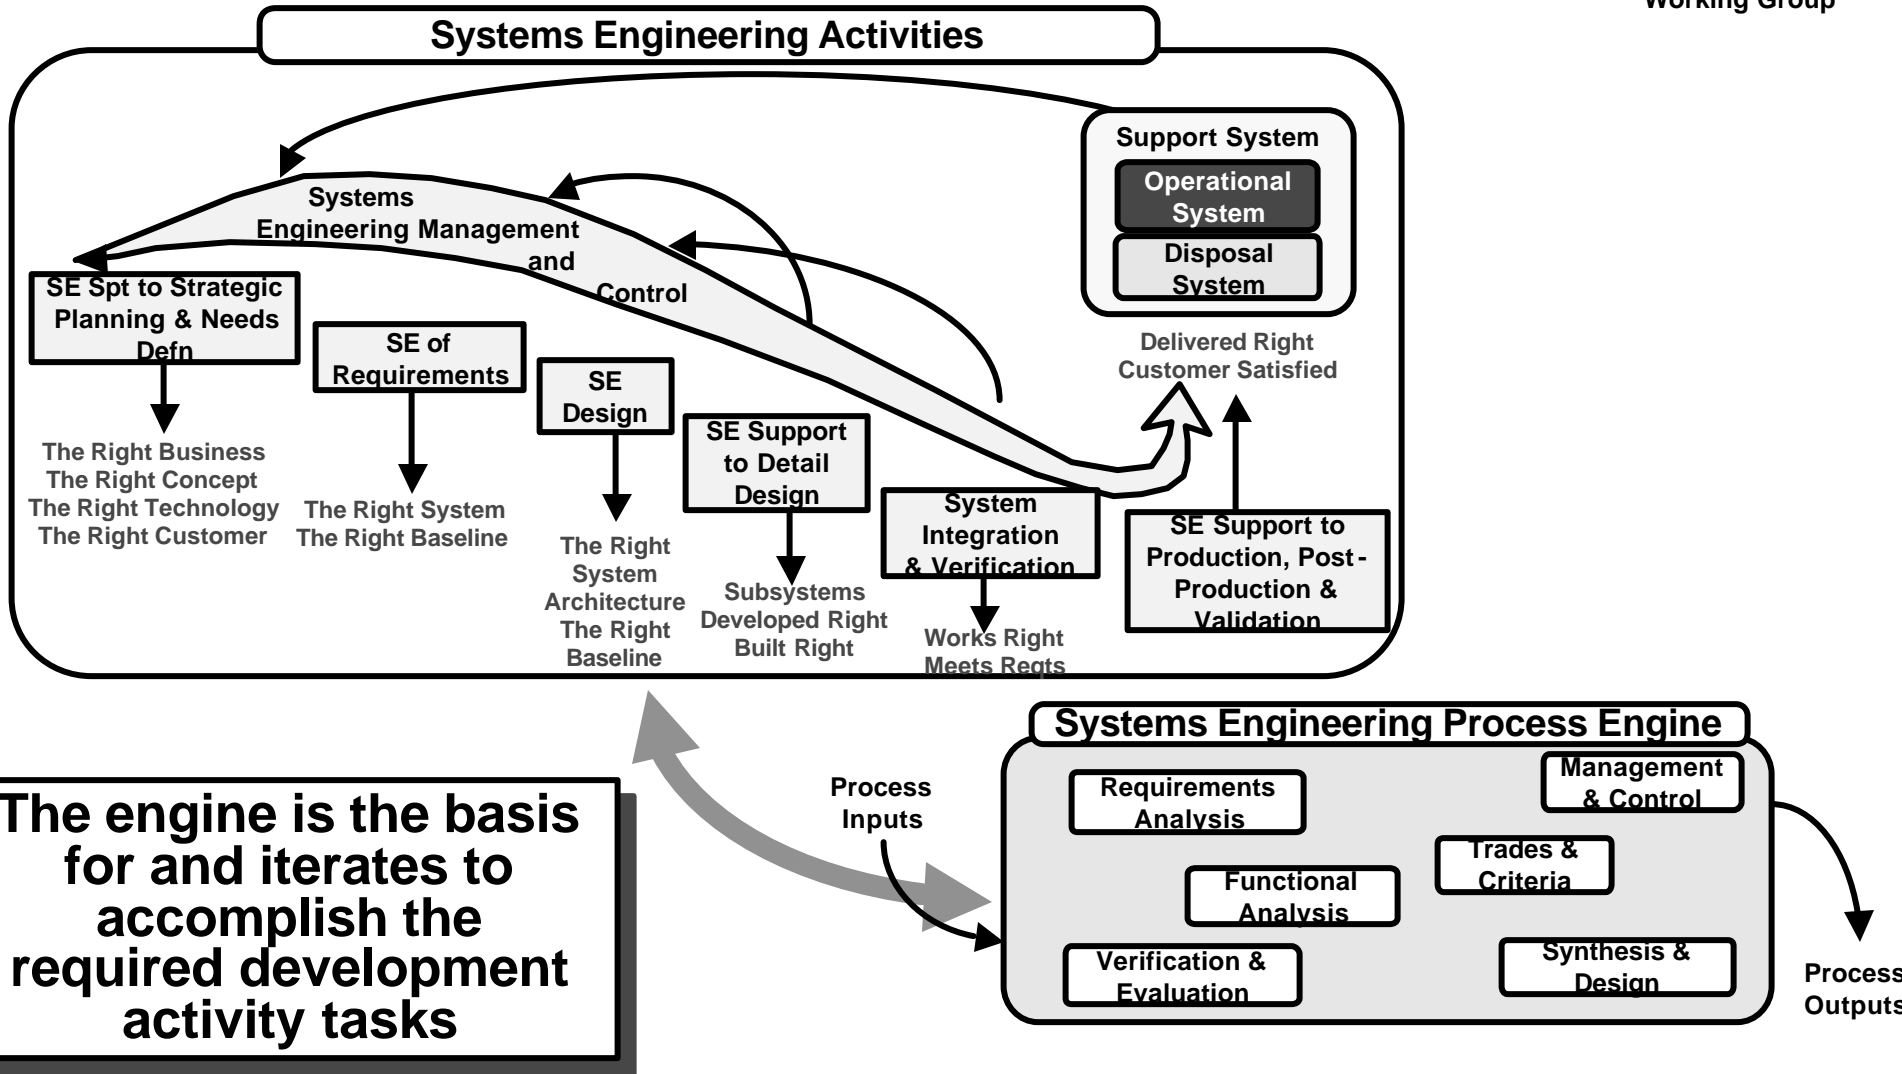 Working Group
Systems Engineering Activities
Support System
Operational
System
Disposal
System
Delivered Right
Customer Satisfied
Systems
Engineering Management
and
Control
SE Spt to Strategic
Planning & Needs
Defn
The Right Business
The Right Concept
The Right Technology
The Right Customer
SE of
Requirements
The Right System
The Right Baseline
SE
Design
The Right
System
Architecture
The Right
Baseline
SE Support
to Detail
Design
Subsystems
Developed Right
Built Right
System
Integration
& Verification
Works Right
Meets Reqts
SE Support to
Production, Post-
Production &
Validation
The engine is the basis
for and iterates to
accomplish the
required development
activity tasks
Process
Inputs
Systems Engineering Process Engine
Requirements
Analysis
Management
& Control
Trades &
Criteria
Functional
Analysis
Verification &
Evaluation
Synthesis &
Design
Process
Outputs